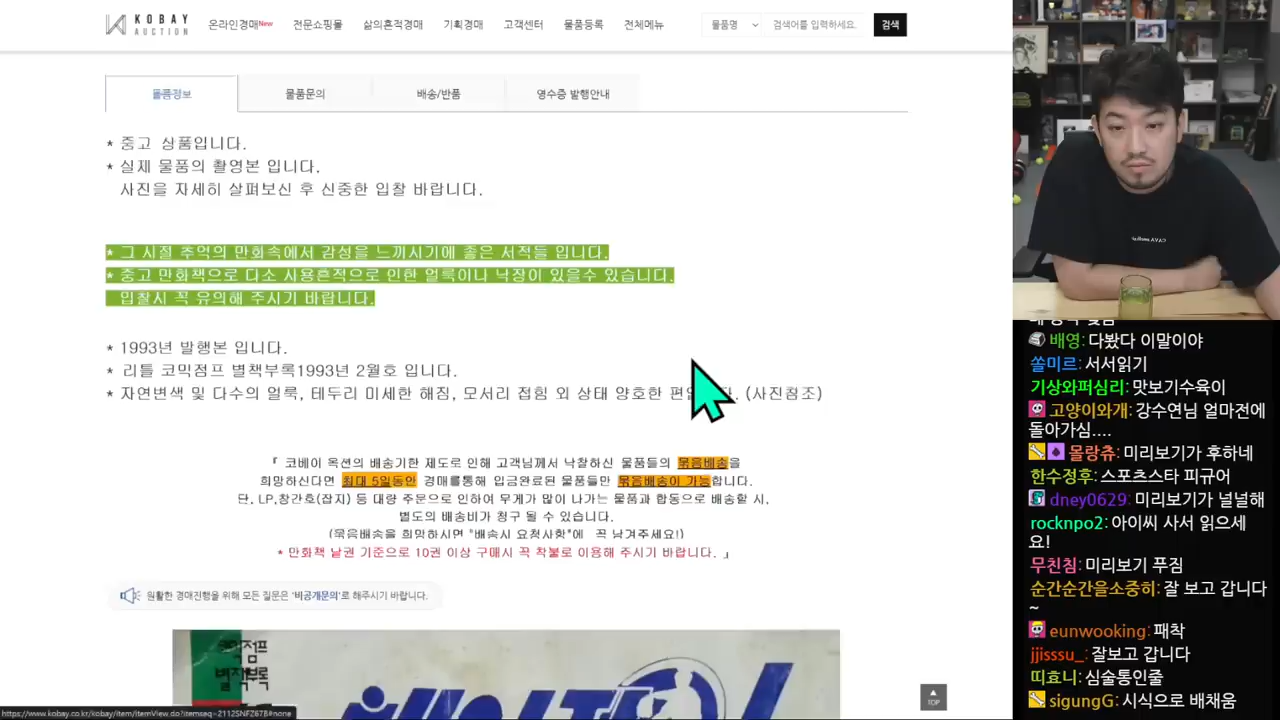 KOBAY
AUCTION
온라인경매New 전문쇼핑몰 삶의흔적경매 기획경매 고객센터 물품등록 전체메뉴
물품명 검색어를 입력하세요. 검색
물품정보 물품문의 배송/반품 영수증 발행안내
* 중고 상품입니다.
* 실제 물품의 촬영본 입니다.
사진을 자세히 살펴보신 후 신중한 입찰 바랍니다.
* 그 시절 추억의 만화속에서 감성을 느끼시기에 좋은 서적들 입니다.
* 중고 만화책으로 다소 사용흔적으로 인한 얼룩이나 낙장이 있을수 있습니다.
입찰시 꼭 유의해 주시기 바랍니다.
* 1993년 발행본 입니다.
* 리틀 코믹점프 별책부록1993년 2월호 입니다.
* 자연변색 및 다수의 얼룩, 테두리 미세한 해짐, 모서리 접힘 외 상태 양호한 편 . (사진참조)
『 코베이 옥션의 배송기한 제도로 인해 고객님께서 낙찰하신 물품들의 묶음배송을
희망하신다면 최대 5일동안 경매를통해 입금완료된 물품들만 묶음배송이 가능합니다.
단, LP,창간호(잡지) 등 대량 주문으로 인하여 무게가 많이 나가는 물품과 합동으로 배송할 시,
별도의 배송비가 청구 될 수 있습니다.
(묶음배송을 희망하시면 "배송시 요청사항"에 꼭 남겨주세요!)
* 만화책 낱권 기준으로 10권 이상 구매시 꼭 착불로 이용해 주시기 바랍니다. 』
원활한 경매진행을 위해 모든 질문은 '비공개문의'로 해주시기 바랍니다.
코믹점프
별책부록
TOP
https://www.kobay.co.kr/kobay/item/itemView.do?itemseq=2112SNFZ67B#none
배영: 다봤다 이말이야
쏠미르: 서서읽기
기상와퍼심리: 맛보기수육이
고양이와개: 강수연님 얼마전에
돌아가심....
몰랑츄: 미리보기가 후하네
한수정후: 스포츠스타 피규어
dney0629: 미리보기가 널널해
rocknpo2: 아이씨 사서 읽으세
요!
무친침: 미리보기 푸짐
순간순간을소중히: 잘 보고 갑니다
~
eunwooking: 패착
jjisssu_: 잘보고 갑니다
띠효니: 심술통인줄
sigungG: 시식으로 배채움